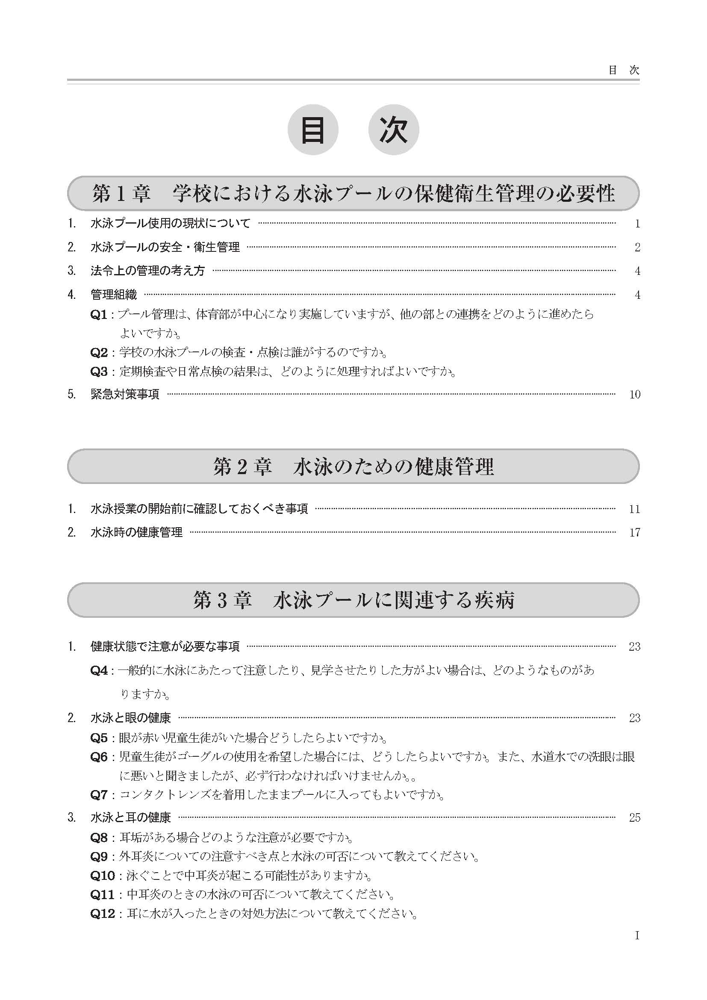 目　次
目　次
第1章　学校における水泳プールの保健衛生管理の必要性
1.　水泳プール使用の現状について ……………………………… 1
2.　水泳プールの安全・衛生管理 ……………………………… 2
3.　法令上の管理の考え方 ……………………………… 4
4.　管理組織 ……………………………… 4
Q1：プール管理は、体育部が中心になり実施していますが、他の部との連携をどのように進めたら
よいですか。
Q2：学校の水泳プールの検査・点検は誰がするのですか。
Q3：定期検査や日常点検の結果は、どのように処理すればよいですか。
5.　緊急対策事項 ……………………………… 10
第2章　水泳のための健康管理
1.　水泳授業の開始前に確認しておくべき事項 ……………………………… 11
2.　水泳時の健康管理 ……………………………… 17
第3章　水泳プールに関連する疾病
1.　健康状態で注意が必要な事項 ……………………………… 23
Q4：一般的に水泳にあたって注意したり、見学させたりした方がよい場合は、どのようなものがあ
りますか。
2.　水泳と眼の健康 ……………………………… 23
Q5：眼が赤い児童生徒がいた場合どうしたらよいですか。
Q6：児童生徒がゴーグルの使用を希望した場合には、どうしたらよいですか。また、水道水での洗眼は眼
に悪いと聞きましたが、必ず行わなければいけませんか。。
Q7：コンタクトレンズを着用したままプールに入ってもよいですか。
3.　水泳と耳の健康 ……………………………… 25
Q8：耳垢がある場合どのような注意が必要ですか。
Q9：外耳炎についての注意すべき点と水泳の可否について教えてください。
Q10：泳ぐことで中耳炎が起こる可能性がありますか。
Q11：中耳炎のときの水泳の可否について教えてください。
Q12：耳に水が入ったときの対処方法について教えてください。
I